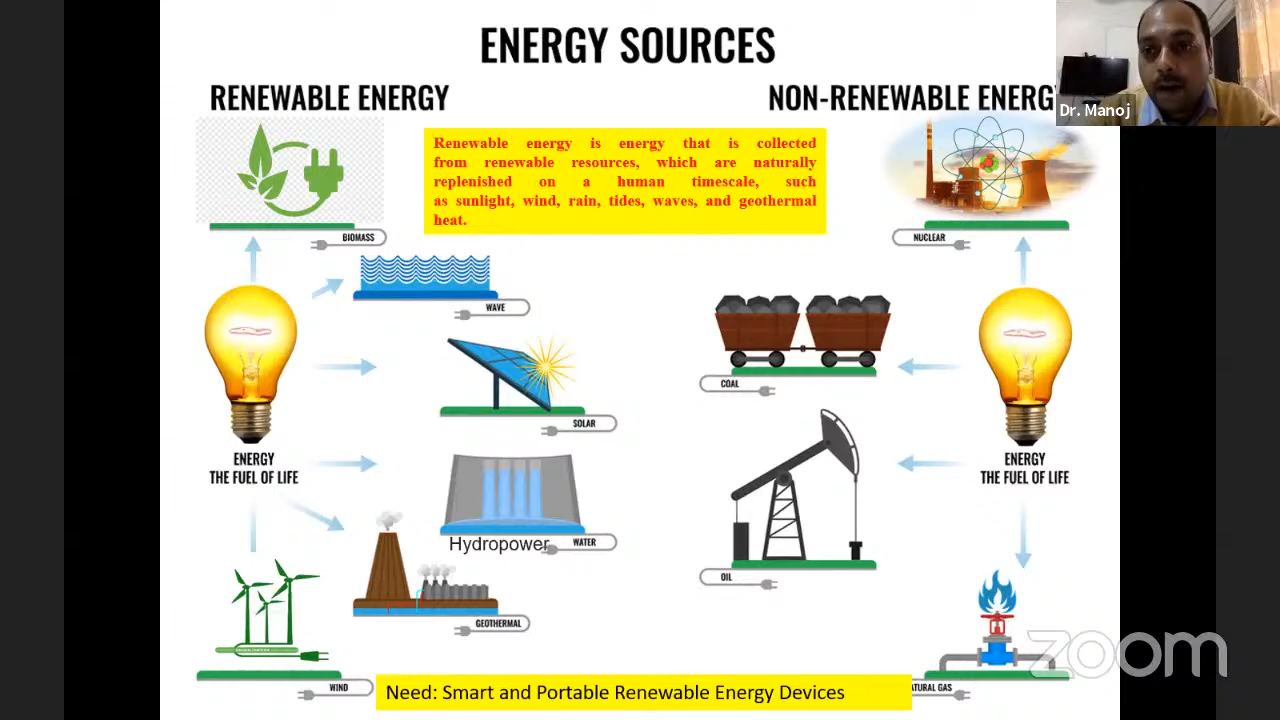 ENERGY SOURCES
RENEWABLE ENERGY
NON-RENEWABLE ENERGY
Dr. Manoj
Renewable energy is energy that is collected
from renewable resources, which are naturally
replenished on a human timescale, such
as sunlight, wind, rain, tides, waves, and geothermal
heat.
BIOMASS
NUCLEAR
WAVE
COAL
SOLAR
ENERGY
THE FUEL OF LIFE
ENERGY
THE FUEL OF LIFE
Hydropower
WATER
OIL
GEOTHERMAL
WIND
ATURAL GAS
Need: Smart and Portable Renewable Energy Devices
zoom